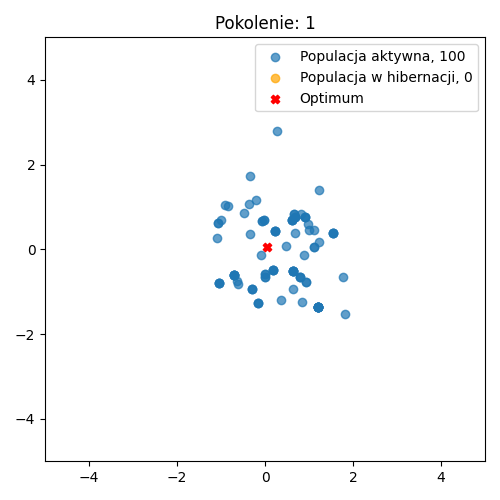 Pokolenie: 1
Populacja aktywna, 100
Populacja w hibernacji, 0
Optimum
4
2
0
−2
−4
−4 −2 0 2 4